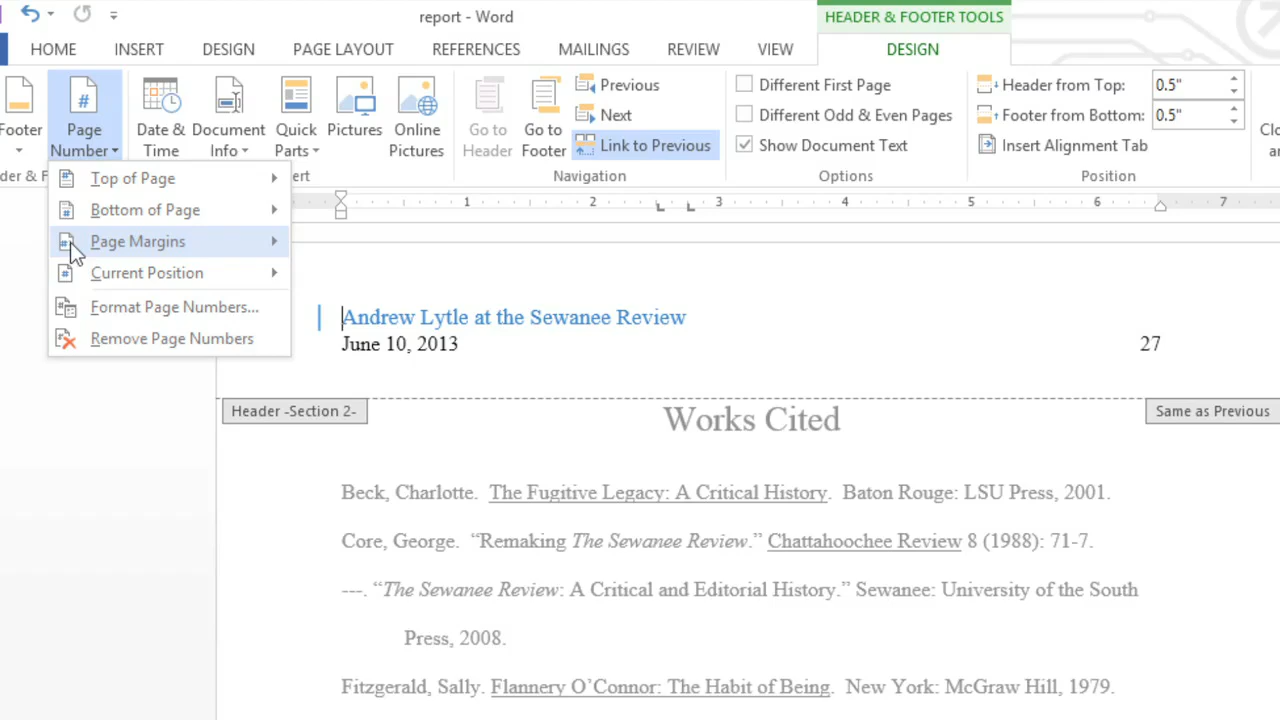 report - Word
HEADER & FOOTER TOOLS
HOME INSERT DESIGN PAGE LAYOUT REFERENCES MAILINGS REVIEW VIEW DESIGN
Footer
Page Number
Date & Time
Document Info
Quick Parts
Pictures
Online Pictures
Go to Header
Go to Footer
Previous
Next
Link to Previous
Navigation
Different First Page
Different Odd & Even Pages
Show Document Text
Options
Header from Top: 0.5"
Footer from Bottom: 0.5"
Insert Alignment Tab
Position
Top of Page
Bottom of Page
Page Margins
Current Position
Format Page Numbers...
Remove Page Numbers
1 2 3 4 5 6 7
Andrew Lytle at the Sewanee Review
June 10, 2013 27
Header -Section 2- Same as Previous
Works Cited
Beck, Charlotte. The Fugitive Legacy: A Critical History. Baton Rouge: LSU Press, 2001.
Core, George. “Remaking The Sewanee Review.” Chattahoochee Review 8 (1988): 71-7.
---. “The Sewanee Review: A Critical and Editorial History.” Sewanee: University of the South
Press, 2008.
Fitzgerald, Sally. Flannery O’Connor: The Habit of Being. New York: McGraw Hill, 1979.